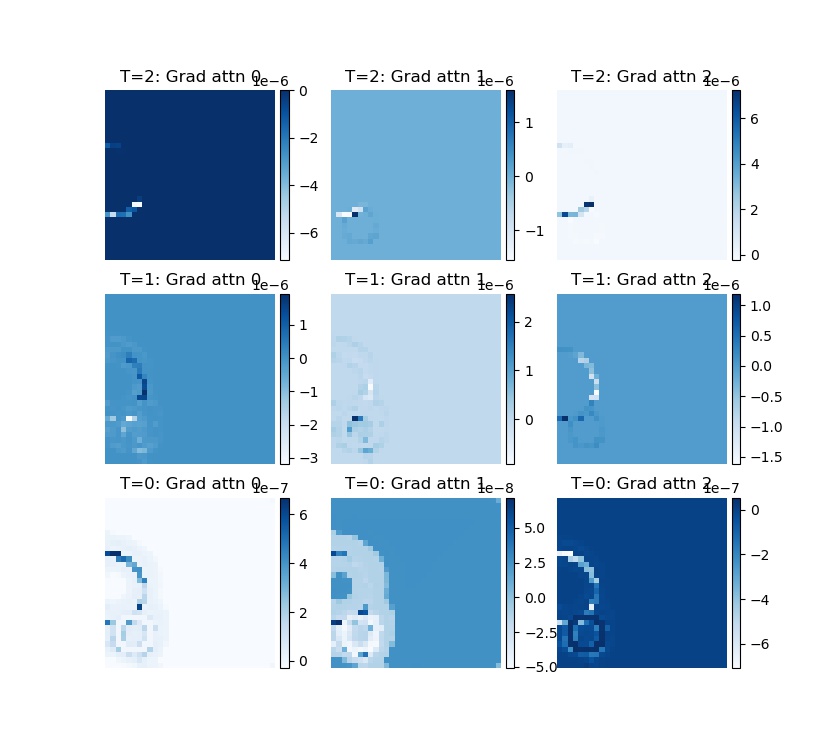 T=2: Grad attn 0
1e−6
0
−2
−4
−6
T=2: Grad attn 1
1e−6
1
0
−1
T=2: Grad attn 2
1e−6
6
4
2
0
T=1: Grad attn 0
1e−6
1
0
−1
−2
−3
T=1: Grad attn 1
1e−6
2
1
0
T=1: Grad attn 2
1e−6
1.0
0.5
0.0
−0.5
−1.0
−1.5
T=0: Grad attn 0
1e−7
6
4
2
0
T=0: Grad attn 1
1e−8
5.0
2.5
0.0
−2.5
−5.0
T=0: Grad attn 2
1e−7
0
−2
−4
−6